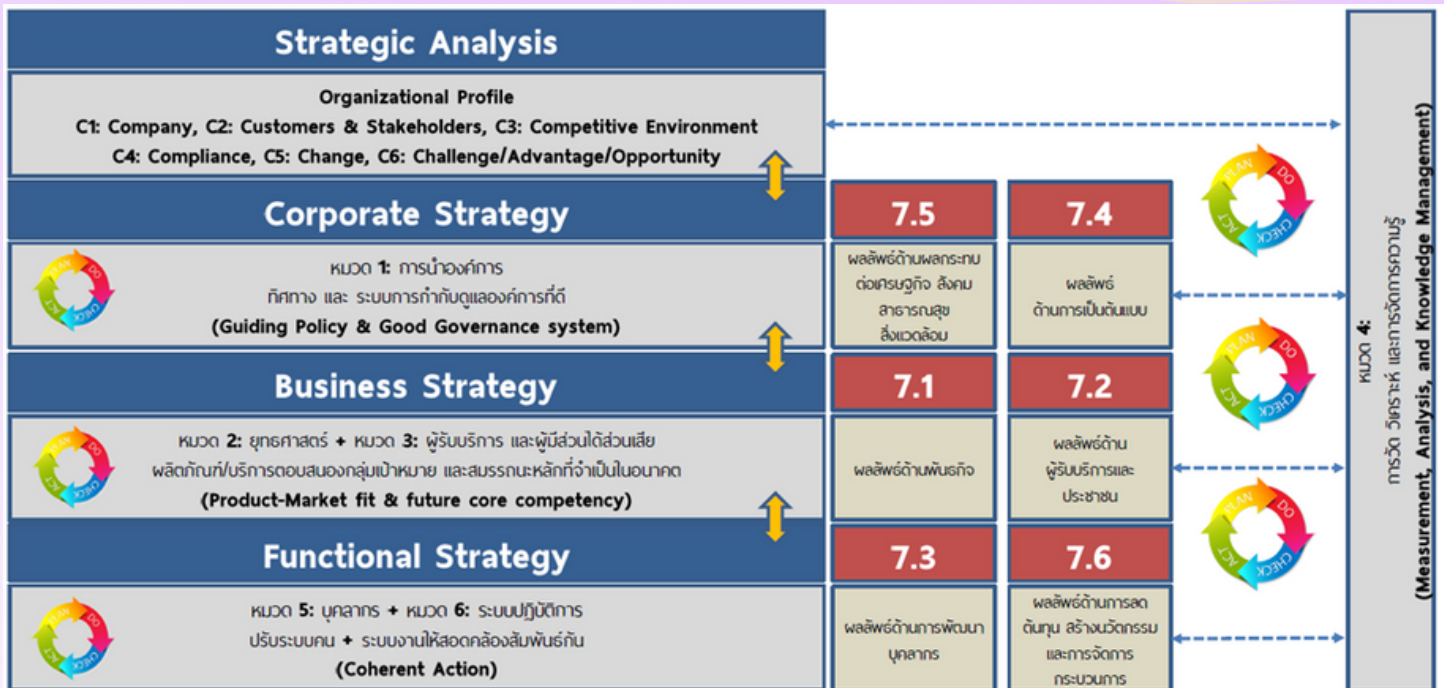 Strategic Analysis
Organizational Profile
C1: Company, C2: Customers & Stakeholders, C3: Competitive Environment
C4: Compliance, C5: Change, C6: Challenge/Advantage/Opportunity
Corporate Strategy
หมวด 1: การนำองค์การ
ทิศทาง และ ระบบการกำกับดูแลองค์การที่ดี
(Guiding Policy & Good Governance system)
7.5
ผลลัพธ์ด้านผลกระทบ
ต่อเศรษฐกิจ สังคม
สาธารณสุข
สิ่งแวดล้อม
7.4
ผลลัพธ์
ด้านการเป็นต้นแบบ
Business Strategy
หมวด 2: ยุทธศาสตร์ + หมวด 3: ผู้รับบริการ และผู้มีส่วนได้ส่วนเสีย
ผลิตภัณฑ์/บริการตอบสนองกลุ่มเป้าหมาย และสมรรถนะหลักที่จำเป็นในอนาคต
(Product-Market fit & future core competency)
7.1
ผลลัพธ์ด้านพันธกิจ
7.2
ผลลัพธ์ด้าน
ผู้รับบริการและ
ประชาชน
Functional Strategy
หมวด 5: บุคลากร + หมวด 6: ระบบปฏิบัติการ
ปรับระบบคน + ระบบงานให้สอดคล้องสัมพันธ์กัน
(Coherent Action)
7.3
ผลลัพธ์ด้านการพัฒนา
บุคลากร
7.6
ผลลัพธ์ด้านการลด
ต้นทุน สร้างนวัตกรรม
และการจัดการ
กระบวนการ
PLAN
DO
CHECK
ACT
PLAN
DO
CHECK
ACT
PLAN
DO
CHECK
ACT
PLAN
DO
CHECK
ACT
PLAN
DO
CHECK
ACT
PLAN
DO
CHECK
ACT
หมวด 4:
การวัด วิเคราะห์ และการจัดการความรู้
(Measurement, Analysis, and Knowledge Management)